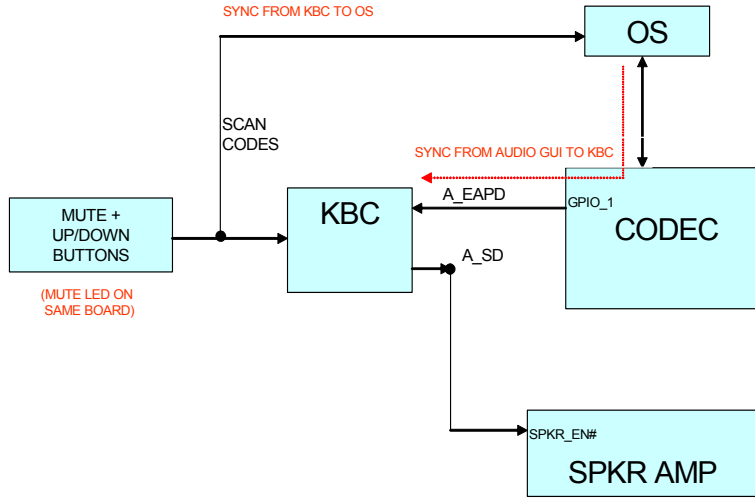 SYNC FROM KBC TO OS
OS
SCAN
CODES
SYNC FROM AUDIO GUI TO KBC
A_EAPD
GPIO_1
KBC
CODEC
MUTE +
UP/DOWN
BUTTONS
A_SD
(MUTE LED ON
SAME BOARD)
SPKR_EN#
SPKR AMP